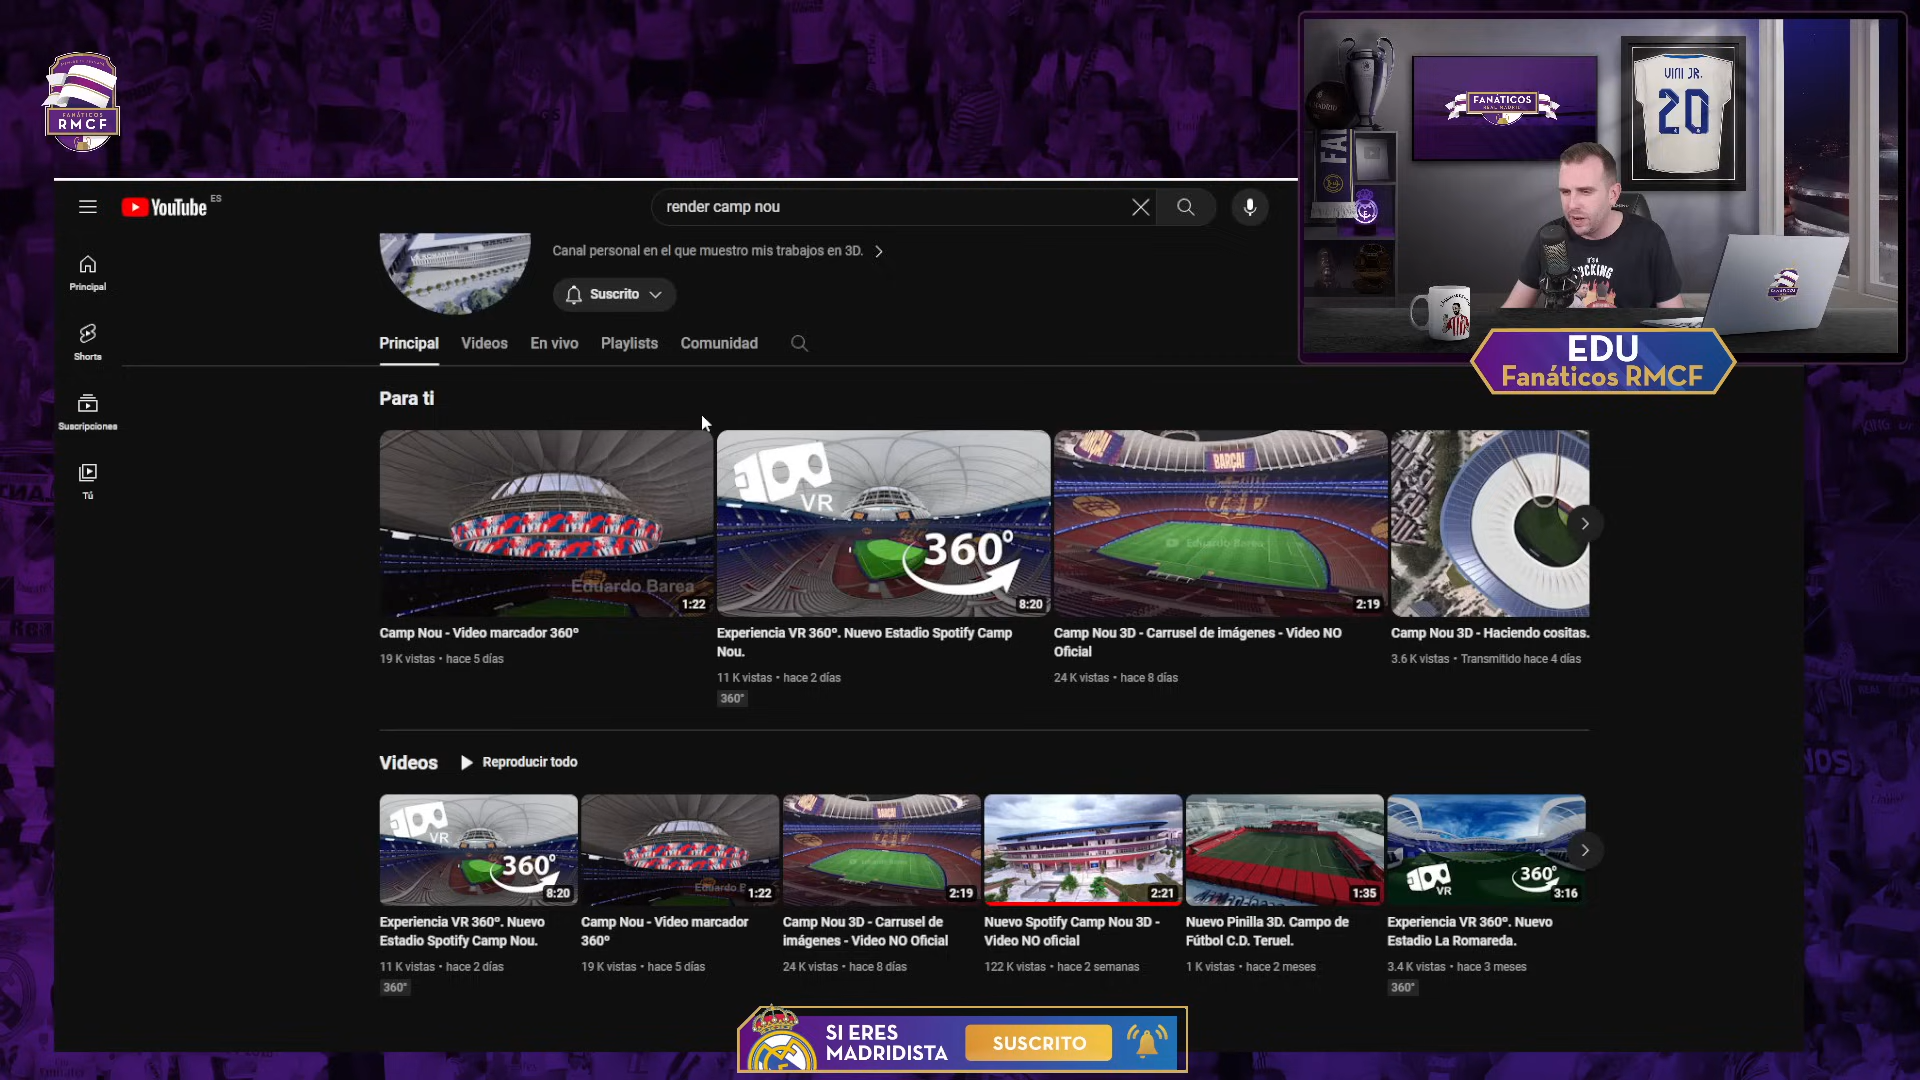 FANÁTICOS
RMCF
YouTube ES
render camp nou
Canal personal en el que muestro mis trabajos en 3D.
Suscrito
Principal
Shorts
Suscripciones
Tú
Principal
Videos
En vivo
Playlists
Comunidad
FANÁTICOS
REAL MADRID
VINI JR.
20
EDU
Fanáticos RMCF
Para ti
VR
360°
BARÇA!
Eduardo Barea
Eduardo Barea
1:22
8:20
2:19
Camp Nou - Video marcador 360º
19 K vistas • hace 5 días
Experiencia VR 360º. Nuevo Estadio Spotify Camp
Nou.
11 K vistas • hace 2 días
360°
Camp Nou 3D - Carrusel de imágenes - Video NO
Oficial
24 K vistas • hace 8 días
Camp Nou 3D - Haciendo cositas.
3.6 K vistas • Transmitido hace 4 días
Videos
Reproducir todo
VR
360°
8:20
1:22
2:19
2:21
1:35
VR
360°
3:16
Experiencia VR 360º. Nuevo
Estadio Spotify Camp Nou.
11 K vistas • hace 2 días
360°
Camp Nou - Video marcador
360º
19 K vistas • hace 5 días
Camp Nou 3D - Carrusel de
imágenes - Video NO Oficial
24 K vistas • hace 8 días
Nuevo Spotify Camp Nou 3D -
Video NO oficial
122 K vistas • hace 2 semanas
Nuevo Pinilla 3D. Campo de
Fútbol C.D. Teruel.
1 K vistas • hace 2 meses
Experiencia VR 360º. Nuevo
Estadio La Romareda.
3.4 K vistas • hace 3 meses
360°
SI ERES
MADRIDISTA
SUSCRITO